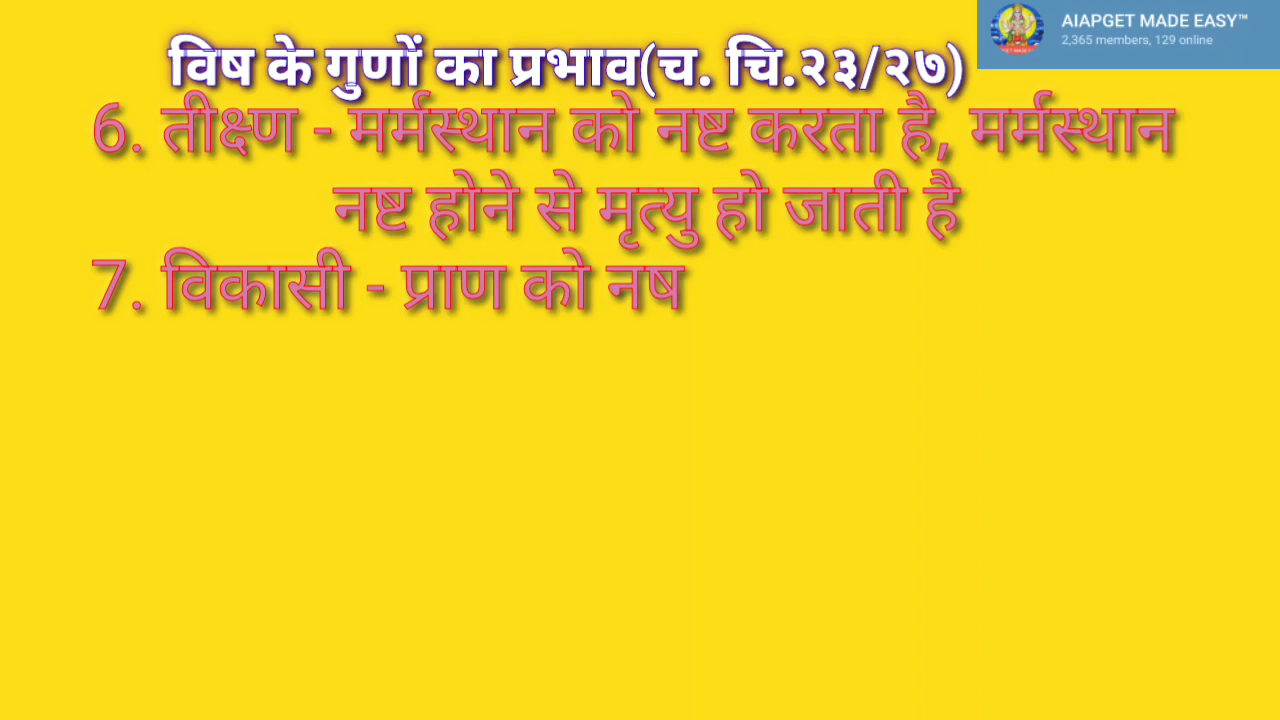 AIAPGET MADE EASY™
2,365 members, 129 online
विष के गुणों का प्रभाव(च. चि.२३/२७)
6. तीक्ष्ण - मर्मस्थान को नष्ट करता है, मर्मस्थान
नष्ट होने से मृत्यु हो जाती है
7. विकासी - प्राण को नष